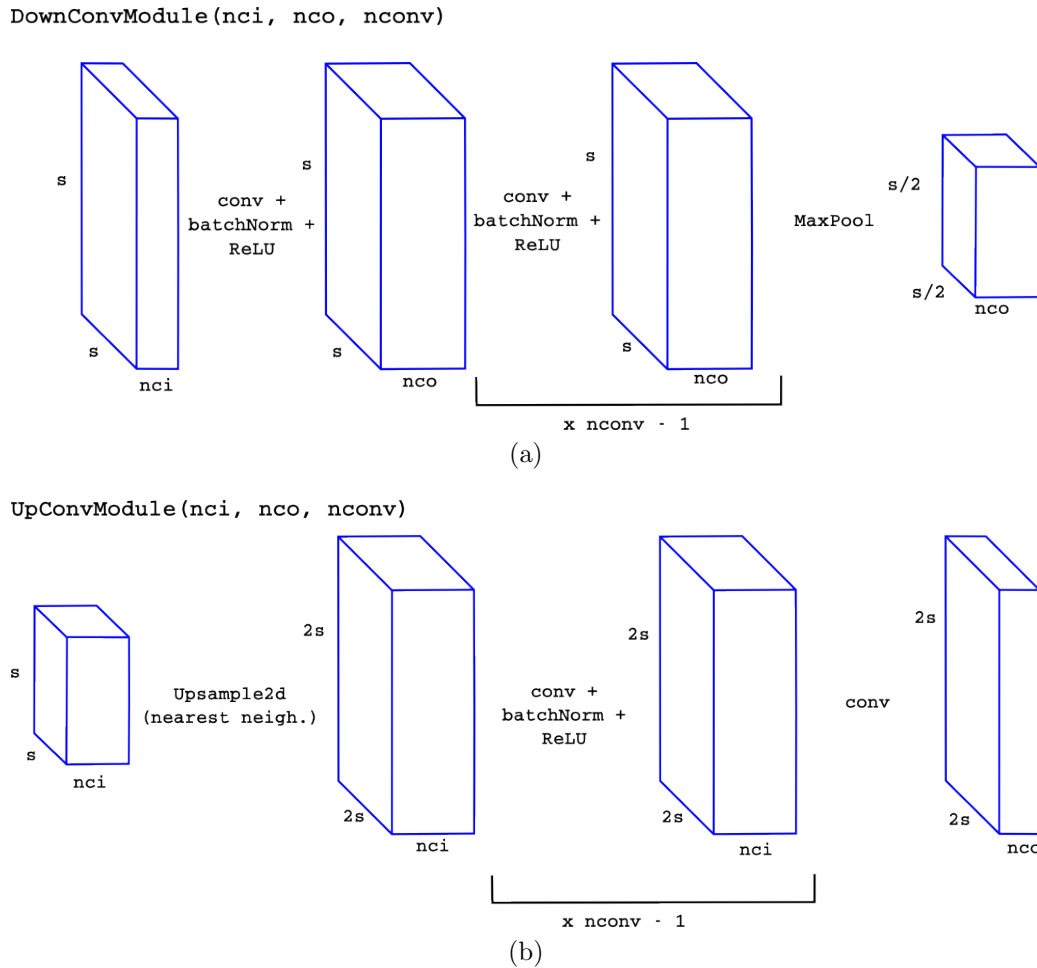 DownConvModule(nci, nco, nconv)
s
s
nci
conv +
batchNorm +
ReLU
s
s
nco
conv +
batchNorm +
ReLU
s
s
nco
x nconv - 1
MaxPool
s/2
s/2
nco
(a)
UpConvModule(nci, nco, nconv)
s
s
nci
Upsample2d
(nearest neigh.)
2s
2s
nci
conv +
batchNorm +
ReLU
2s
2s
nci
x nconv - 1
conv
2s
2s
nco
(b)